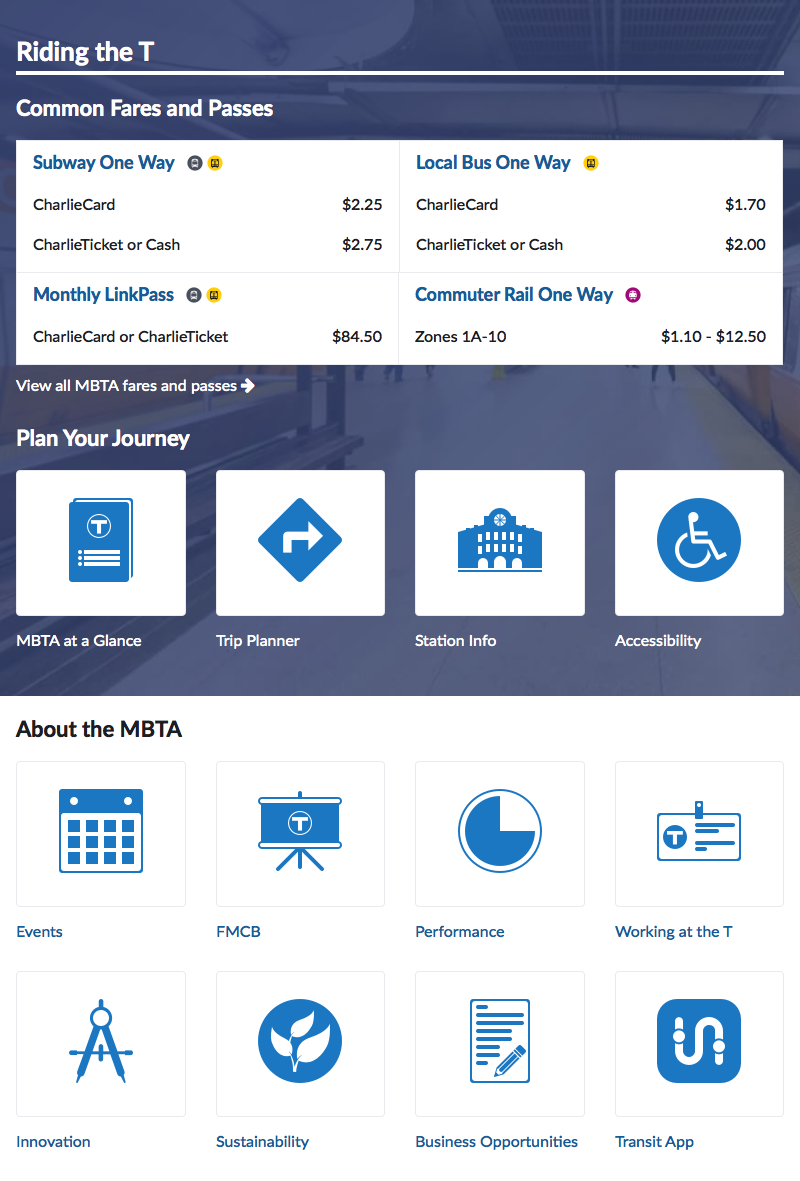 Riding the T
Common Fares and Passes
Subway One Way
CharlieCard $2.25
CharlieTicket or Cash $2.75
Local Bus One Way
CharlieCard $1.70
CharlieTicket or Cash $2.00
Monthly LinkPass
CharlieCard or CharlieTicket $84.50
Commuter Rail One Way
Zones 1A-10 $1.10 - $12.50
View all MBTA fares and passes
Plan Your Journey
T
MBTA at a Glance
Trip Planner
Station Info
Accessibility
About the MBTA
Events
T
FMCB
Performance
T
Working at the T
Innovation
Sustainability
Business Opportunities
Transit App